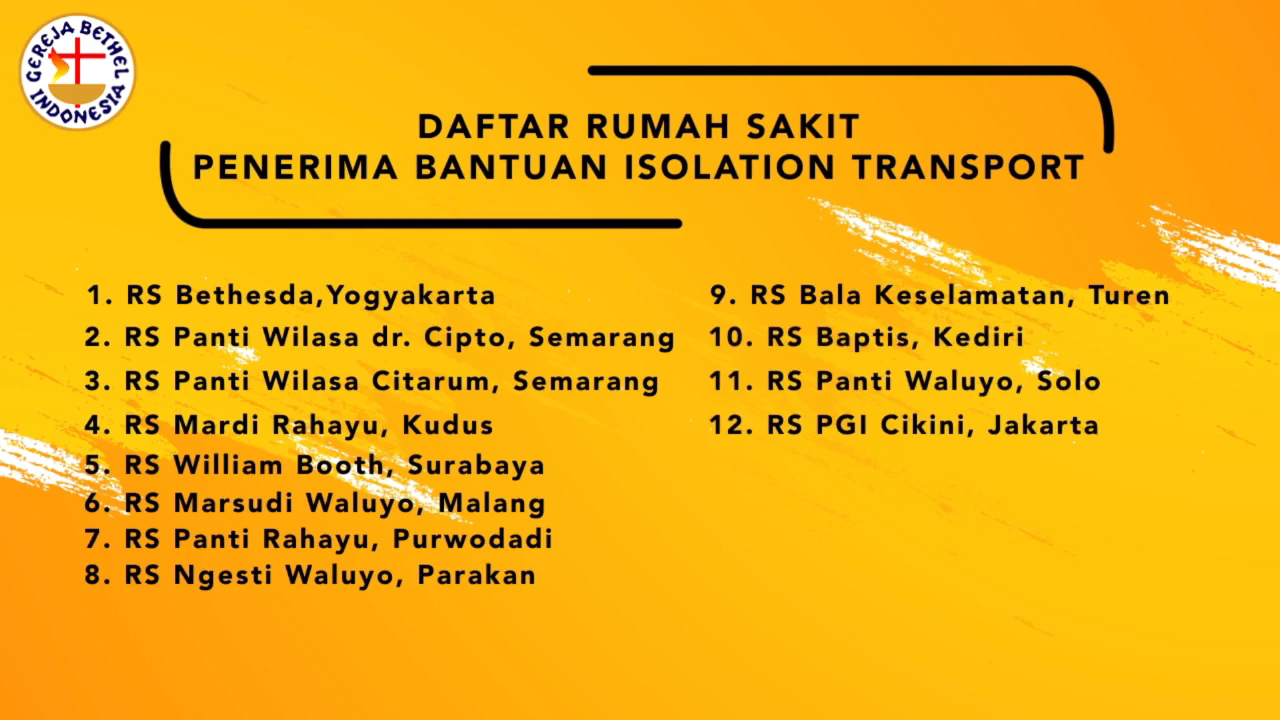 GEREJA BETHEL
INDONESIA
DAFTAR RUMAH SAKIT
PENERIMA BANTUAN ISOLATION TRANSPORT
1. RS Bethesda,Yogyakarta
2. RS Panti Wilasa dr. Cipto, Semarang
3. RS Panti Wilasa Citarum, Semarang
4. RS Mardi Rahayu, Kudus
5. RS William Booth, Surabaya
6. RS Marsudi Waluyo, Malang
7. RS Panti Rahayu, Purwodadi
8. RS Ngesti Waluyo, Parakan
9. RS Bala Keselamatan, Turen
10. RS Baptis, Kediri
11. RS Panti Waluyo, Solo
12. RS PGI Cikini, Jakarta